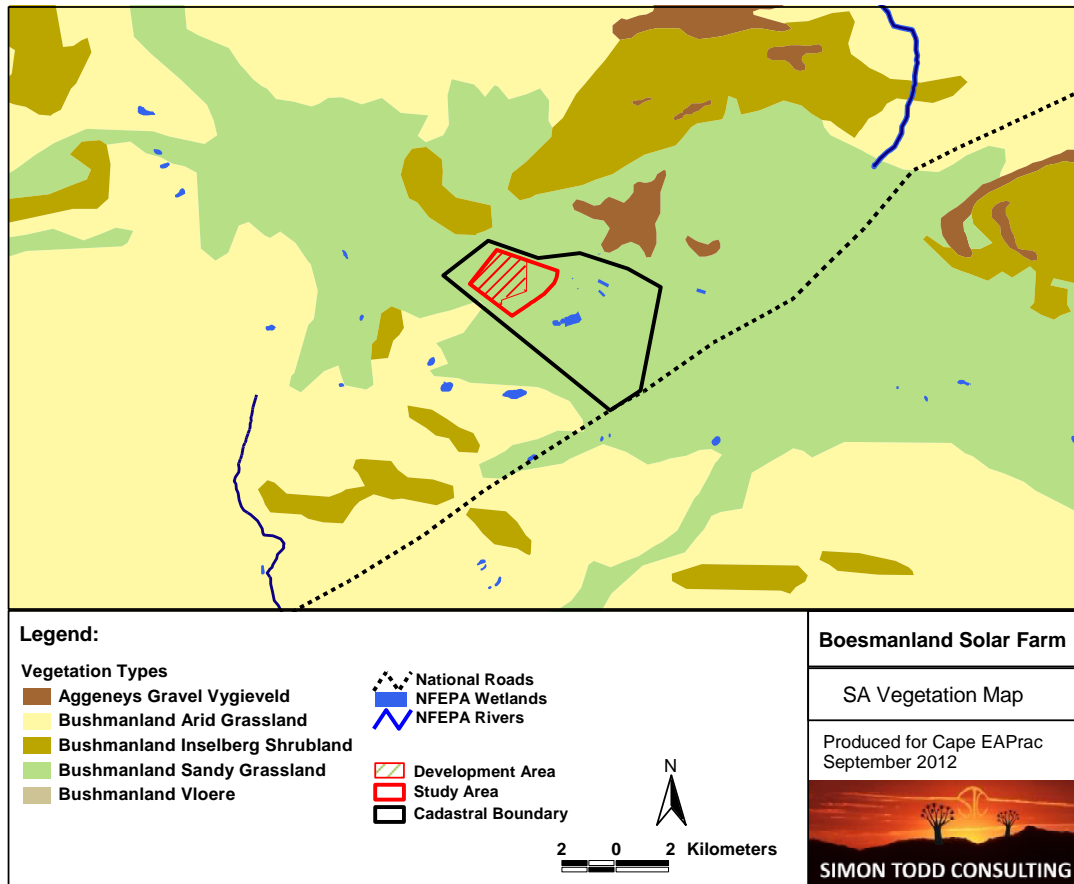 Legend:
Vegetation Types
Aggeneys Gravel Vygieveld
Bushmanland Arid Grassland
Bushmanland Inselberg Shrubland
Bushmanland Sandy Grassland
Bushmanland Vloere
National Roads
NFEPA Wetlands
NFEPA Rivers
Development Area
Study Area
Cadastral Boundary
N
2 0 2 Kilometers
Boesmanland Solar Farm
SA Vegetation Map
Produced for Cape EAPrac
September 2012
STC
SIMON TODD CONSULTING